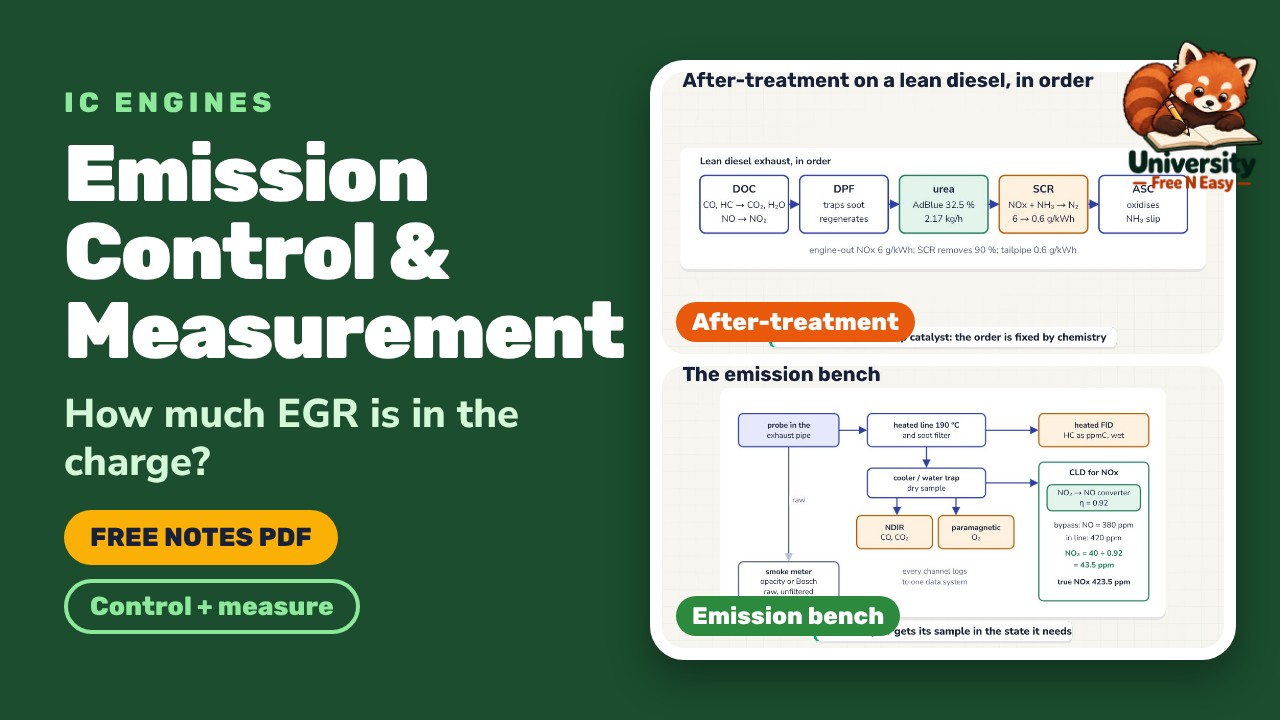 IC ENGINES
Emission
Control &
Measurement
How much EGR is in the
charge?
FREE NOTES PDF
Control + measure
After-treatment on a lean diesel, in order
Lean diesel exhaust, in order
DOC
CO, HC → CO₂, H₂O
NO → NO₂
DPF
traps soot
regenerates
urea
AdBlue 32.5 %
2.17 kg/h
SCR
NOx + NH₃ → N₂
6 → 0.6 g/kWh
ASC
oxidises
NH₃ slip
engine-out NOx 6 g/kWh; SCR removes 90 %; tailpipe 0.6 g/kWh
After-treatment
catalyst: the order is fixed by chemistry
University
Free N Easy
The emission bench
probe in the
exhaust pipe
heated line 190 °C
and soot filter
heated FID
HC as ppmC, wet
cooler / water trap
dry sample
raw
NDIR
CO, CO₂
paramagnetic
O₂
CLD for NOx
NO₂ → NO converter
η = 0.92
bypass: NO = 380 ppm
in line: 420 ppm
NO₂ = 40 ÷ 0.92
= 43.5 ppm
true NOx 423.5 ppm
smoke meter
opacity or Bosch
raw, unfiltered
every channel logs
to one data system
Emission bench
gets its sample in the state it needs